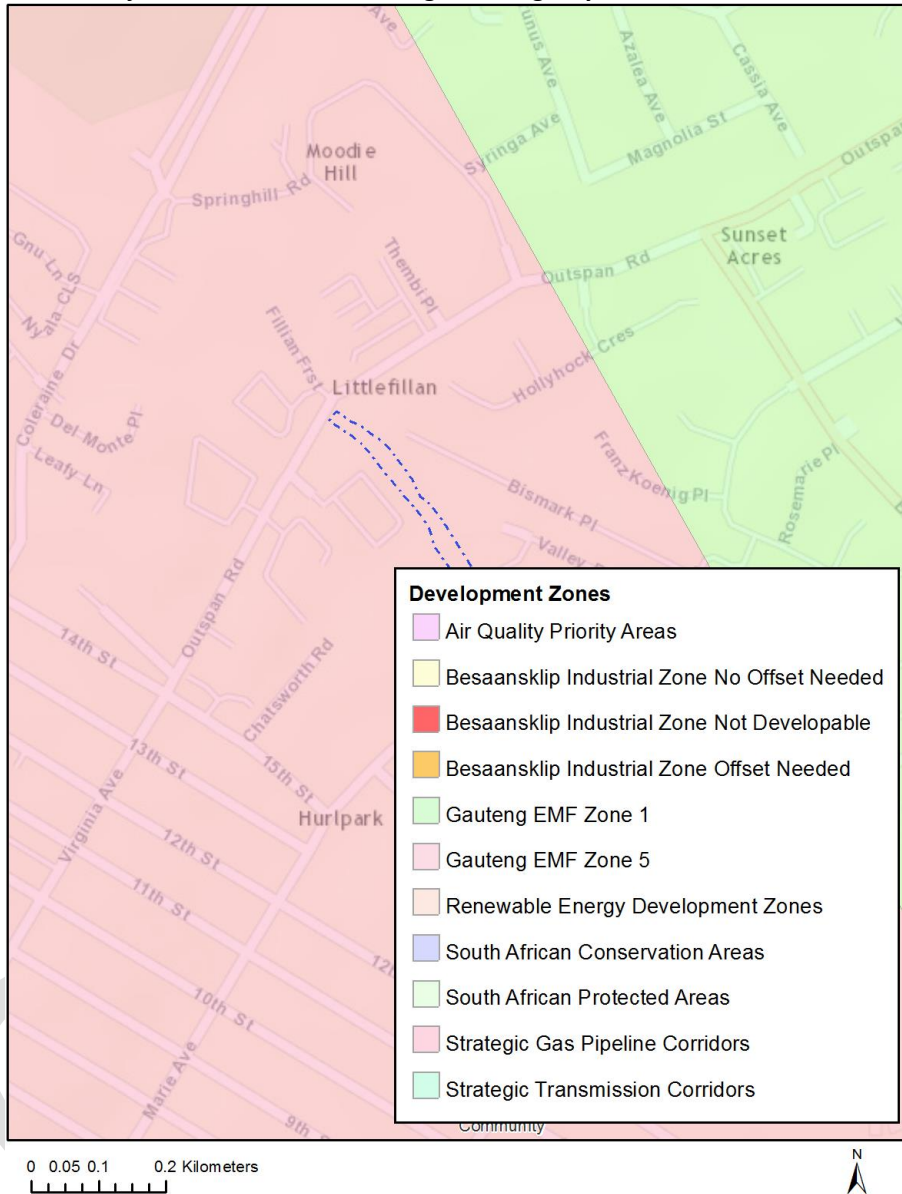 Ave
unus Ave
Azalea Ave
Cassia Ave
Moodie
Hill
Syringa Ave
Magnolia St
Outspa
Springhill Rd
Sunset
Acres
Gnu Ln
Nyala CLS
Thembi Pl
Outspan Rd
Fillian Frst
Hollyhock Cres
Littlefillan
Coleraine Dr
Del Monte Pl
Leafy Ln
Franz Koenig Pl
Rosemarie Pl
Bismark Pl
Valley
Outspan Rd
14th St
Chatsworth Rd
15th St
13th St
Virginia Ave
Hurlpark
12th St
11th St
12t
10th St
Marie Ave
9th
Development Zones
Air Quality Priority Areas
Besaansklip Industrial Zone No Offset Needed
Besaansklip Industrial Zone Not Developable
Besaansklip Industrial Zone Offset Needed
Gauteng EMF Zone 1
Gauteng EMF Zone 5
Renewable Energy Development Zones
South African Conservation Areas
South African Protected Areas
Strategic Gas Pipeline Corridors
Strategic Transmission Corridors
Community
0 0.05 0.1 0.2 Kilometers
N